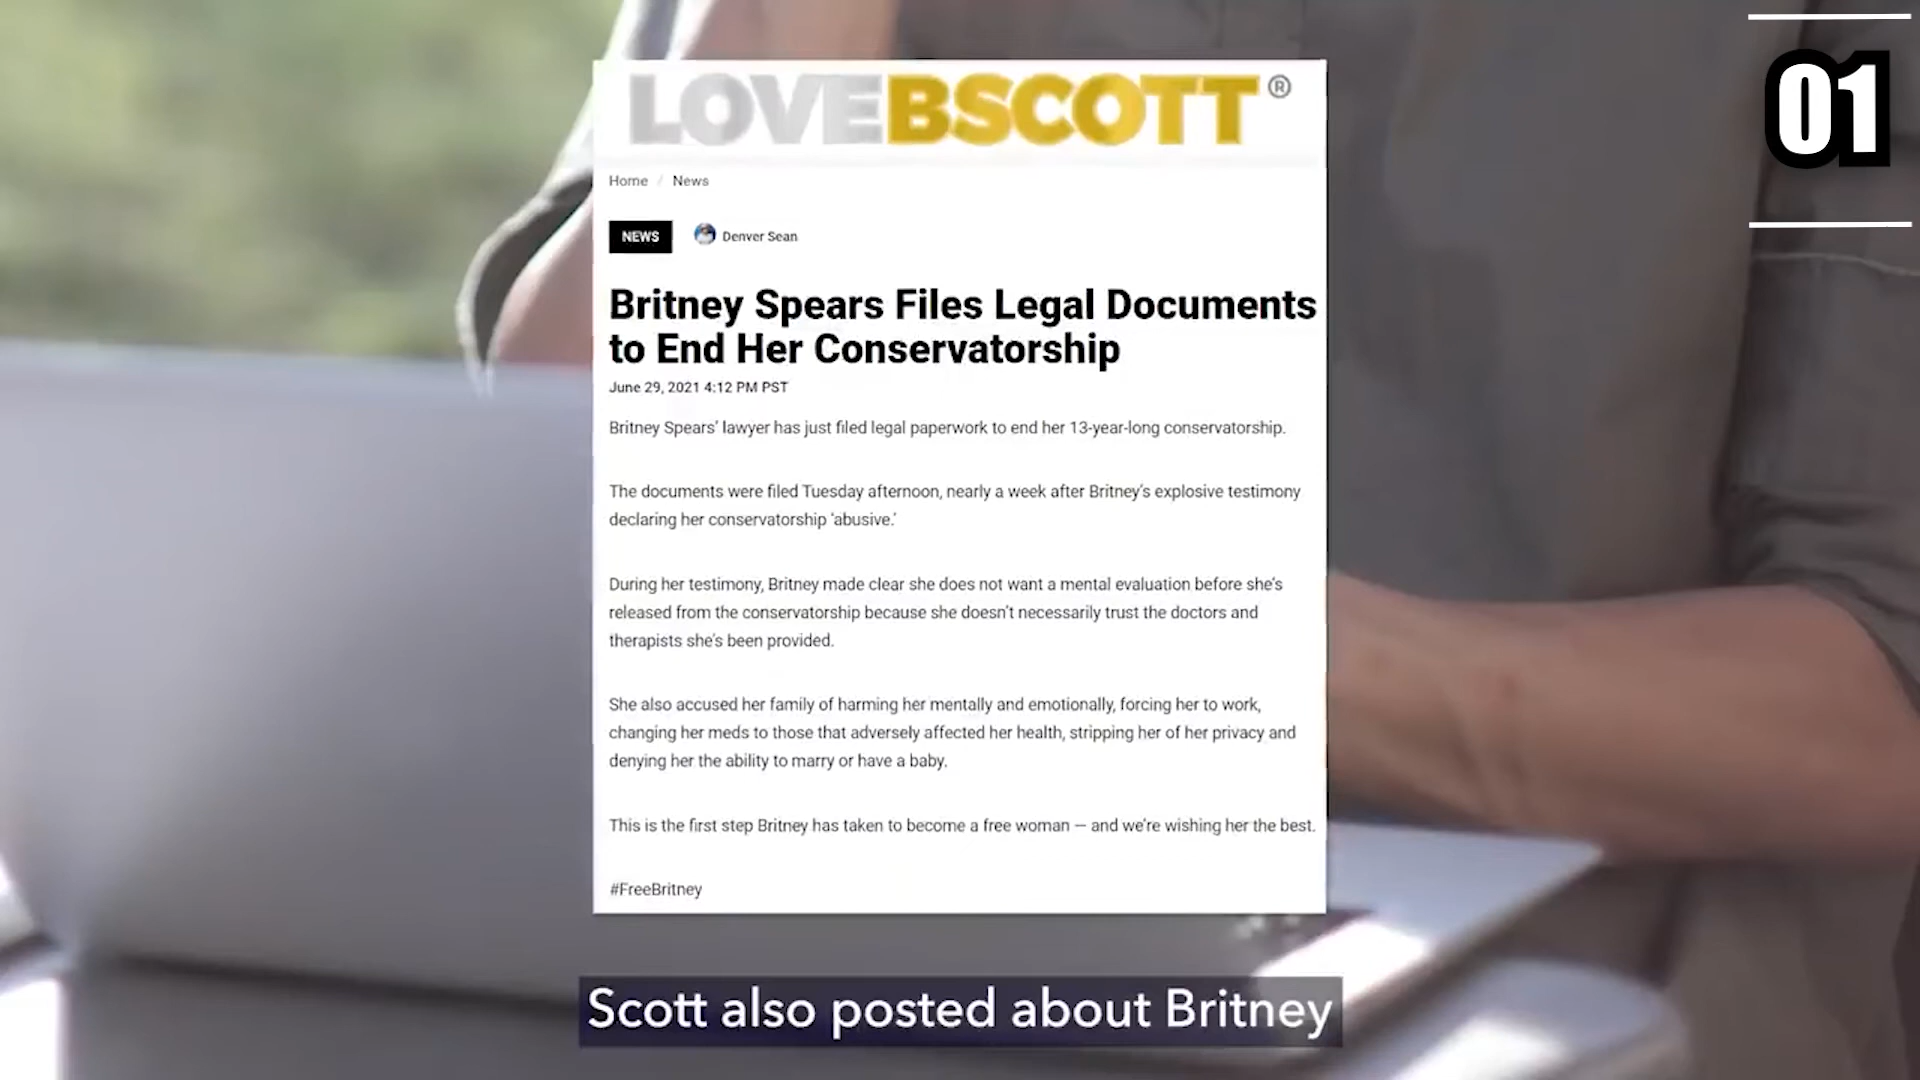 LOVEBSCOTT®
01
Home / News
NEWS Denver Sean
Britney Spears Files Legal Documents
to End Her Conservatorship
June 29, 2021 4:12 PM PST
Britney Spears' lawyer has just filed legal paperwork to end her 13-year-long conservatorship.
The documents were filed Tuesday afternoon, nearly a week after Britney's explosive testimony
declaring her conservatorship 'abusive.'
During her testimony, Britney made clear she does not want a mental evaluation before she's
released from the conservatorship because she doesn't necessarily trust the doctors and
therapists she's been provided.
She also accused her family of harming her mentally and emotionally, forcing her to work,
changing her meds to those that adversely affected her health, stripping her of her privacy and
denying her the ability to marry or have a baby.
This is the first step Britney has taken to become a free woman — and we're wishing her the best.
#FreeBritney
Scott also posted about Britney